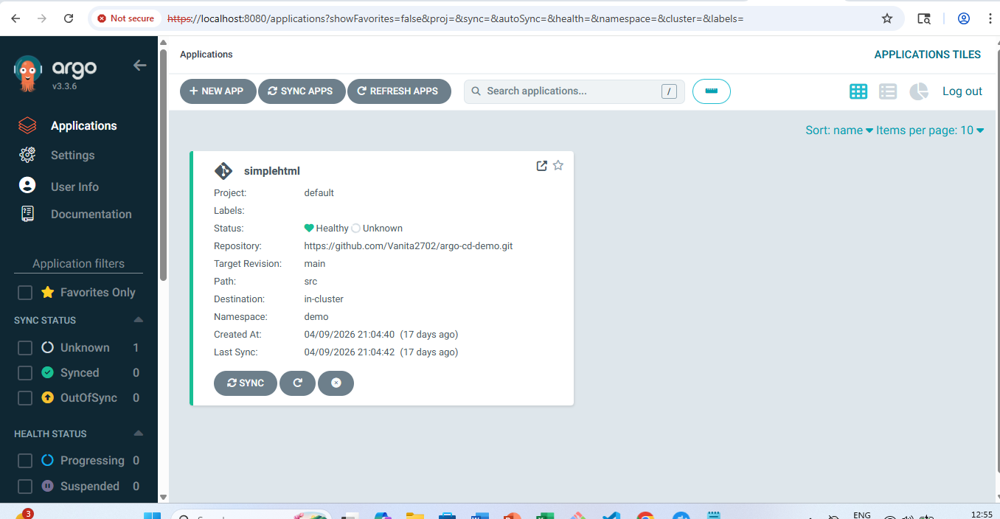 Not secure
https://localhost:8080/applications?showFavorites=false&proj=&sync=&autoSync=&health=&namespace=&cluster=&labels=
argo
v3.3.6
Applications
Settings
User Info
Documentation
Application filters
Favorites Only
SYNC STATUS
Unknown 1
Synced 0
OutOfSync 0
HEALTH STATUS
Progressing 0
Suspended 0
Applications
APPLICATIONS TILES
+ NEW APP
SYNC APPS
REFRESH APPS
Search applications...
/
Log out
Sort: name
Items per page: 10
simplehtml
Project: default
Labels:
Status: Healthy Unknown
Repository: https://github.com/Vanita2702/argo-cd-demo.git
Target Revision: main
Path: src
Destination: in-cluster
Namespace: demo
Created At: 04/09/2026 21:04:40 (17 days ago)
Last Sync: 04/09/2026 21:04:42 (17 days ago)
SYNC
3
ENG
12:55